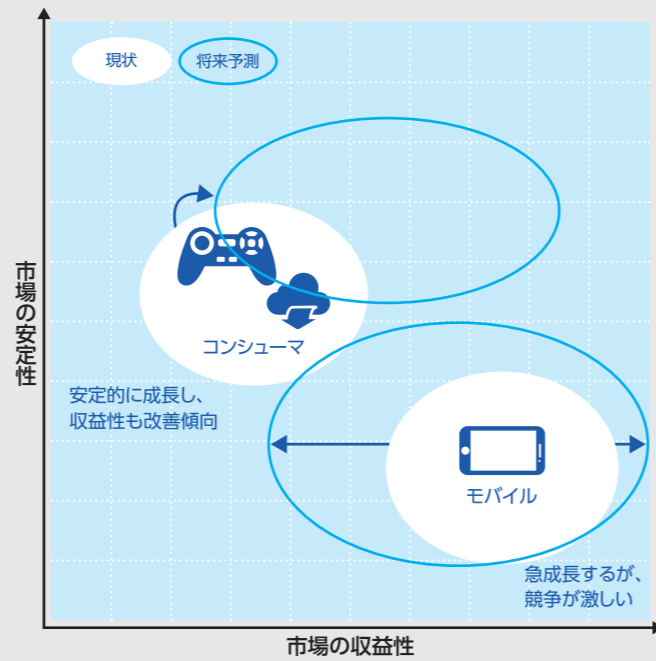 現状
将来予測
市場の安定性
コンシューマ
安定的に成長し、
収益性も改善傾向
モバイル
急成長するが、
競争が激しい
市場の収益性